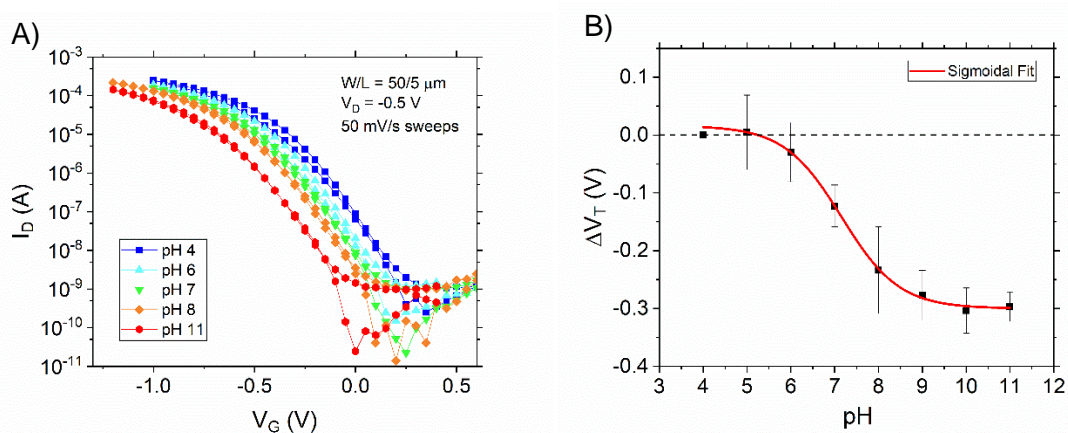 A)
10⁻³
10⁻⁴
10⁻⁵
10⁻⁶
10⁻⁷
10⁻⁸
10⁻⁹
10⁻¹⁰
10⁻¹¹
I_D (A)
W/L = 50/5 μm
V_D = -0.5 V
50 mV/s sweeps
pH 4
pH 6
pH 7
pH 8
pH 11
-1.0 -0.5 0.0 0.5
V_G (V)
B)
0.1
0.0
-0.1
-0.2
-0.3
-0.4
ΔV_T (V)
Sigmoidal Fit
3 4 5 6 7 8 9 10 11 12
pH